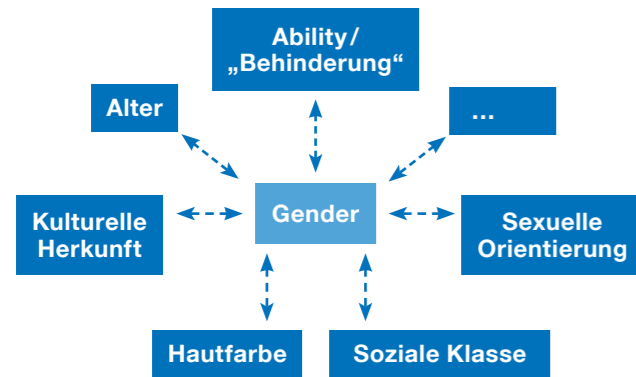 Ability/
„Behinderung“
Alter
...
Kulturelle
Herkunft
Gender
Sexuelle
Orientierung
Hautfarbe
Soziale Klasse